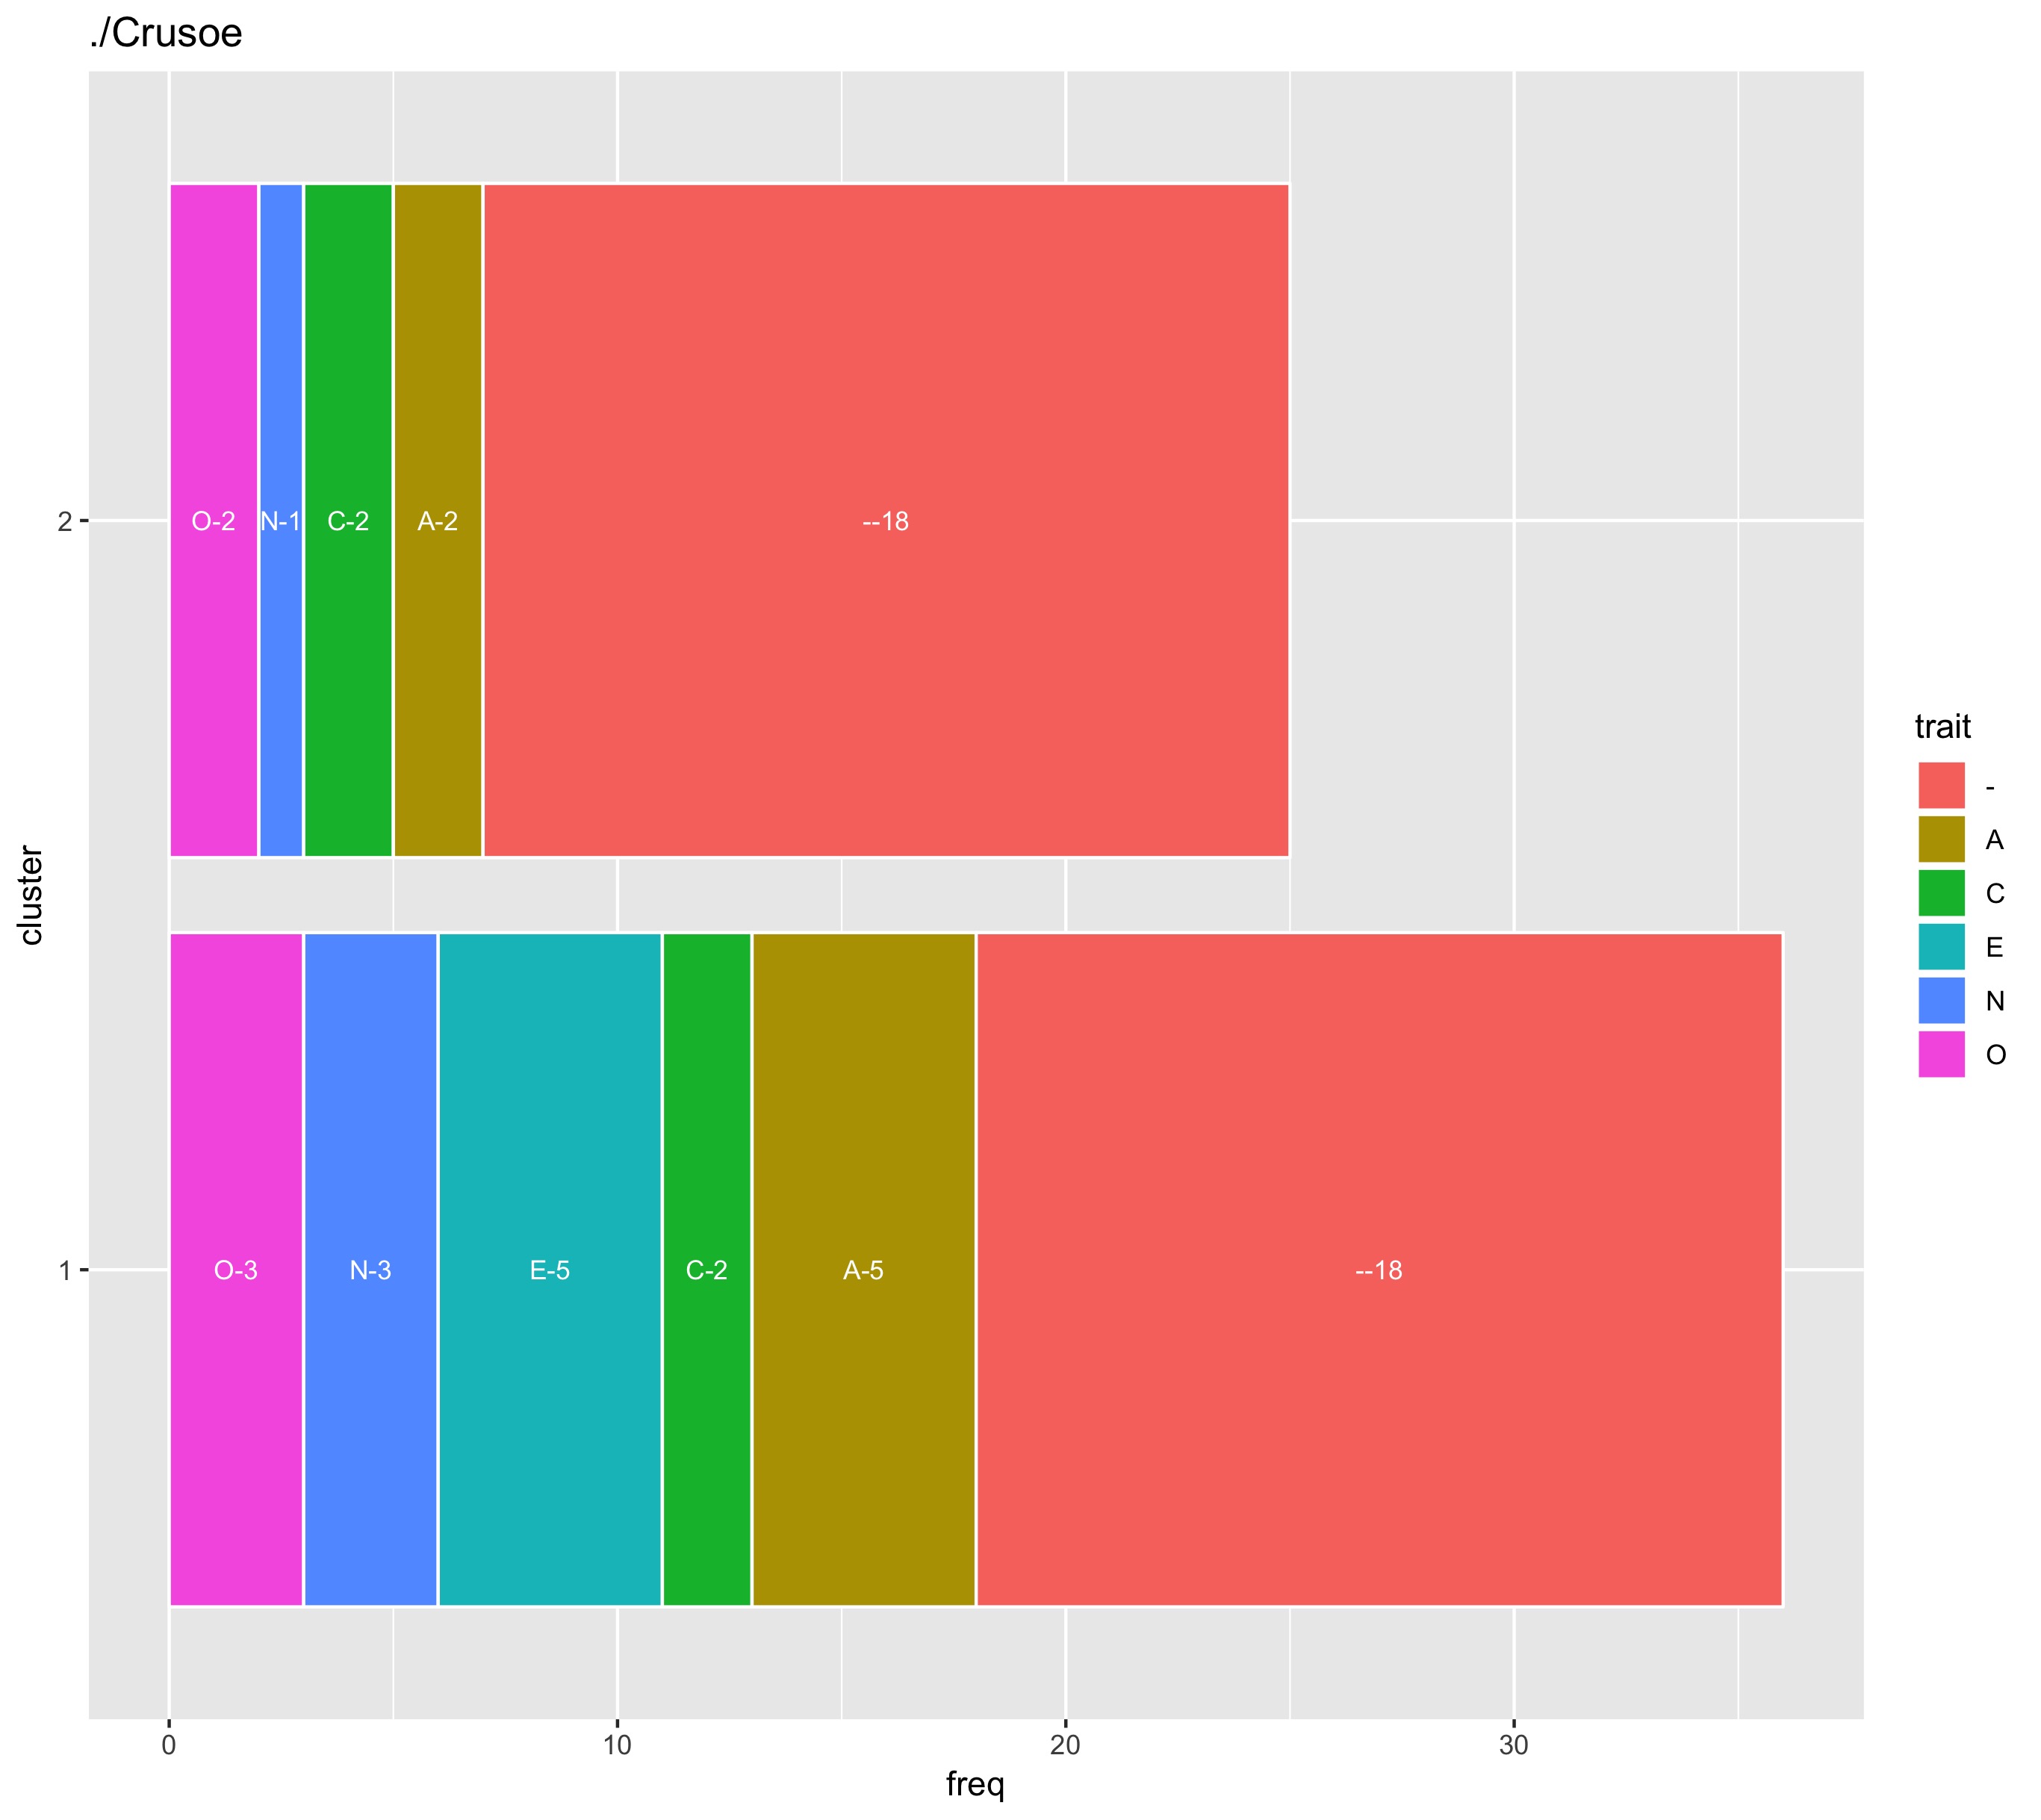 ./Crusoe
cluster
2
O-2 N-1 C-2 A-2 --18
1
O-3 N-3 E-5 C-2 A-5 --18
0 10 20 30
freq
trait
-
A
C
E
N
O